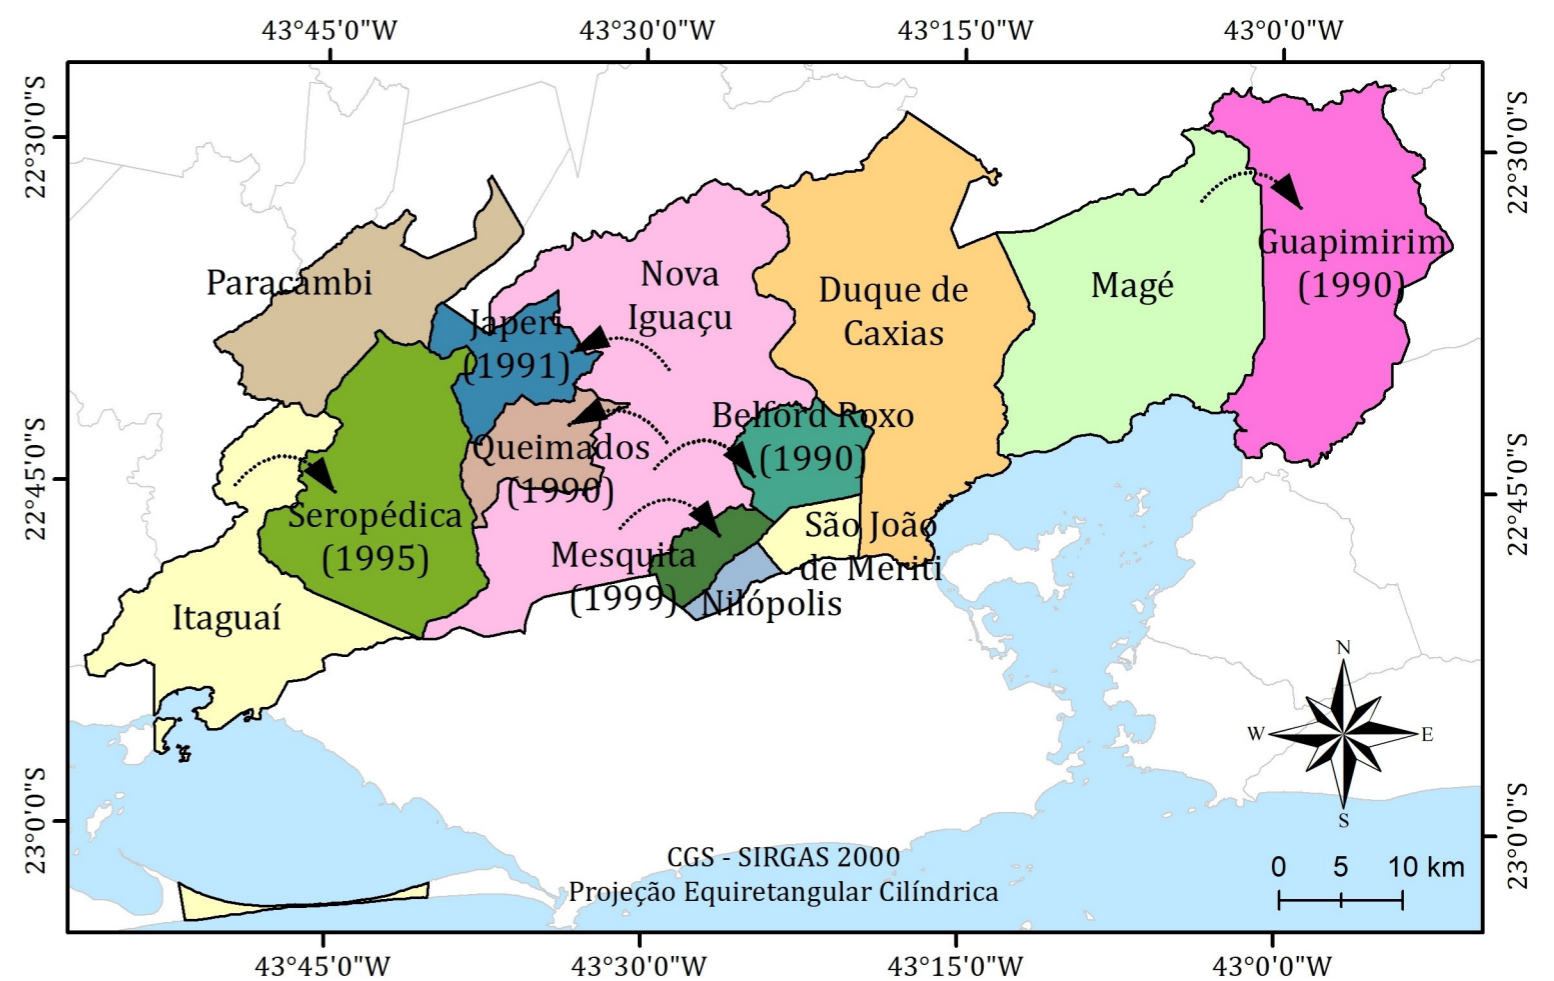 43°45'0"W
43°30'0"W
43°15'0"W
43°0'0"W
22°30'0"S
22°30'0"S
Paracambi
Nova
Iguaçu
Duque de
Caxias
Magé
Guapimirim
(1990)
Japeri
(1991)
Belford Roxo
(1990)
Queimados
(1990)
22°45'0"S
22°45'0"S
Seropédica
(1995)
São João
de Meriti
Mesquita
(1999)
Nilópolis
Itaguaí
N
W
E
S
23°0'0"S
23°0'0"S
CGS - SIRGAS 2000
Projeção Equiretangular Cilíndrica
0 5 10 km
43°45'0"W
43°30'0"W
43°15'0"W
43°0'0"W